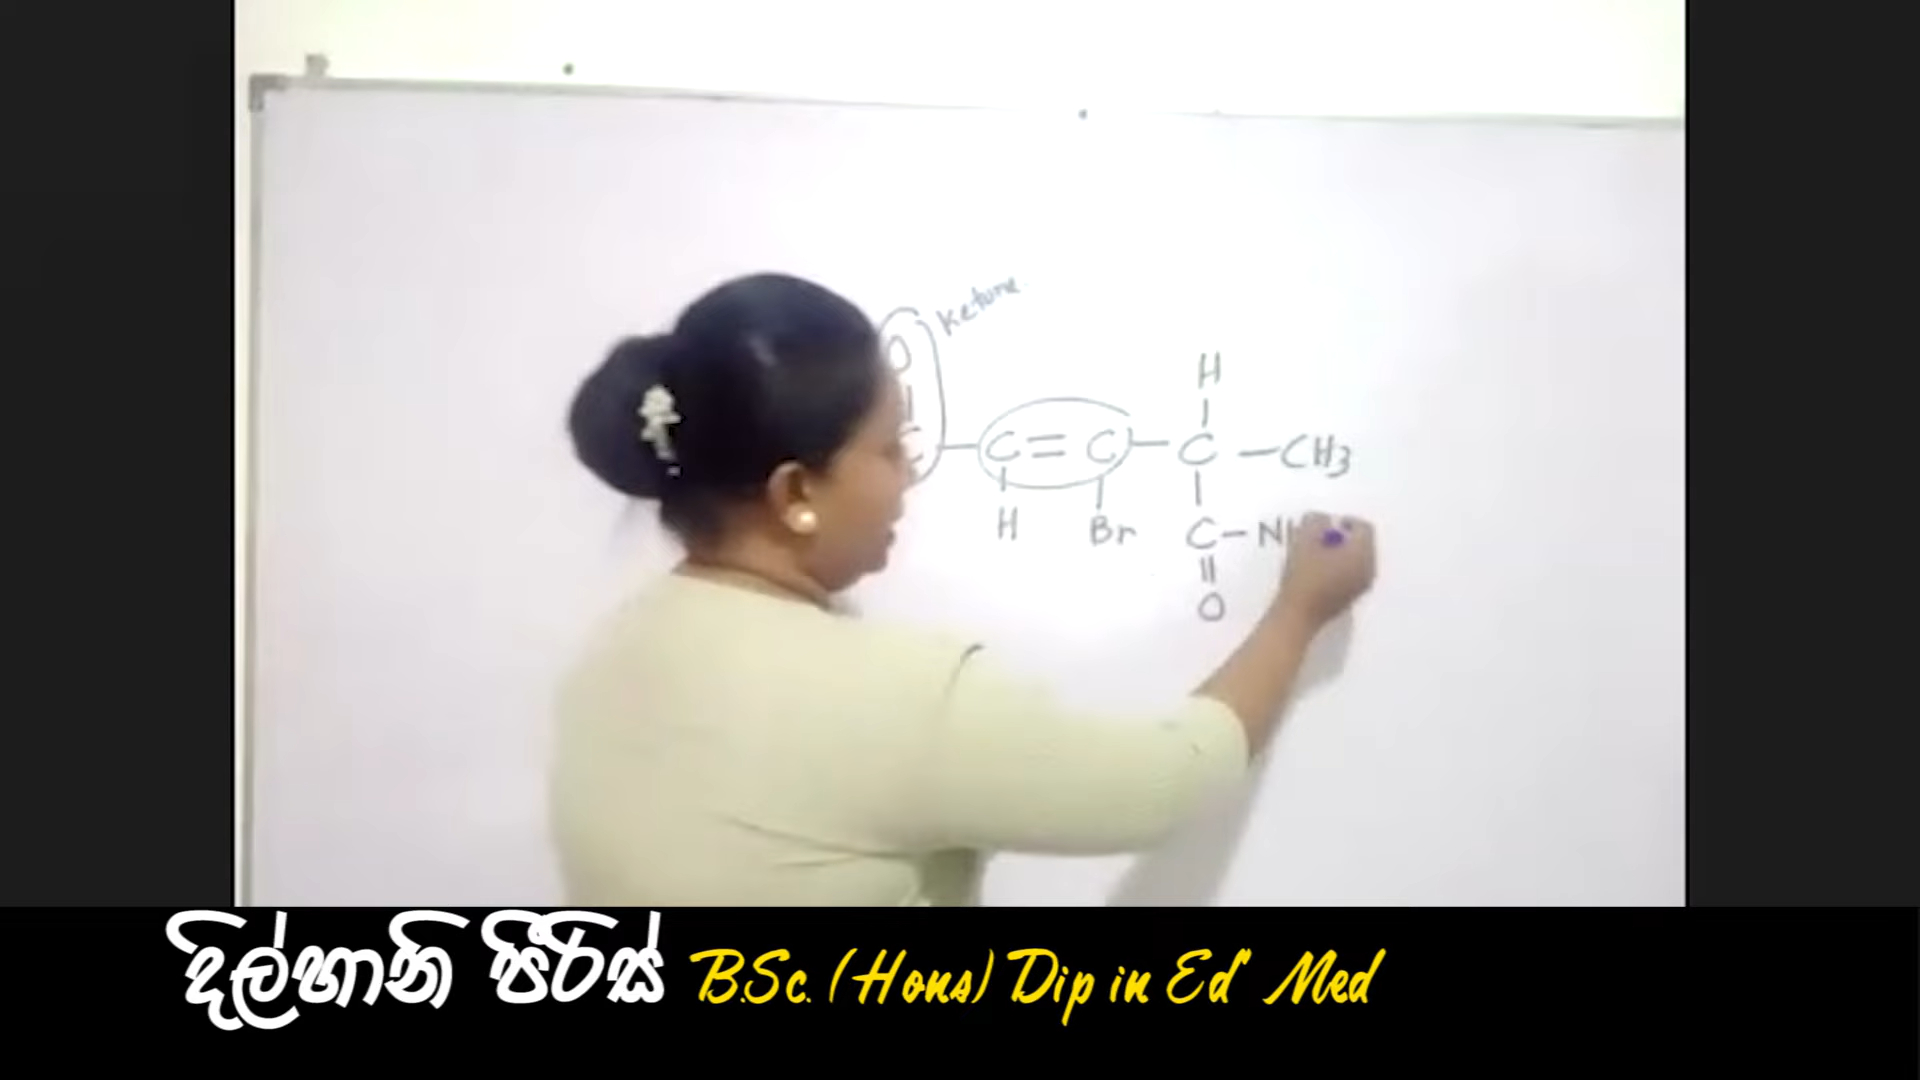 Ketone
O
H
C - C = C - C - CH3
H Br C - N
O
දිල්හානි පීරිස් B.Sc. (Hons) Dip in Ed Med